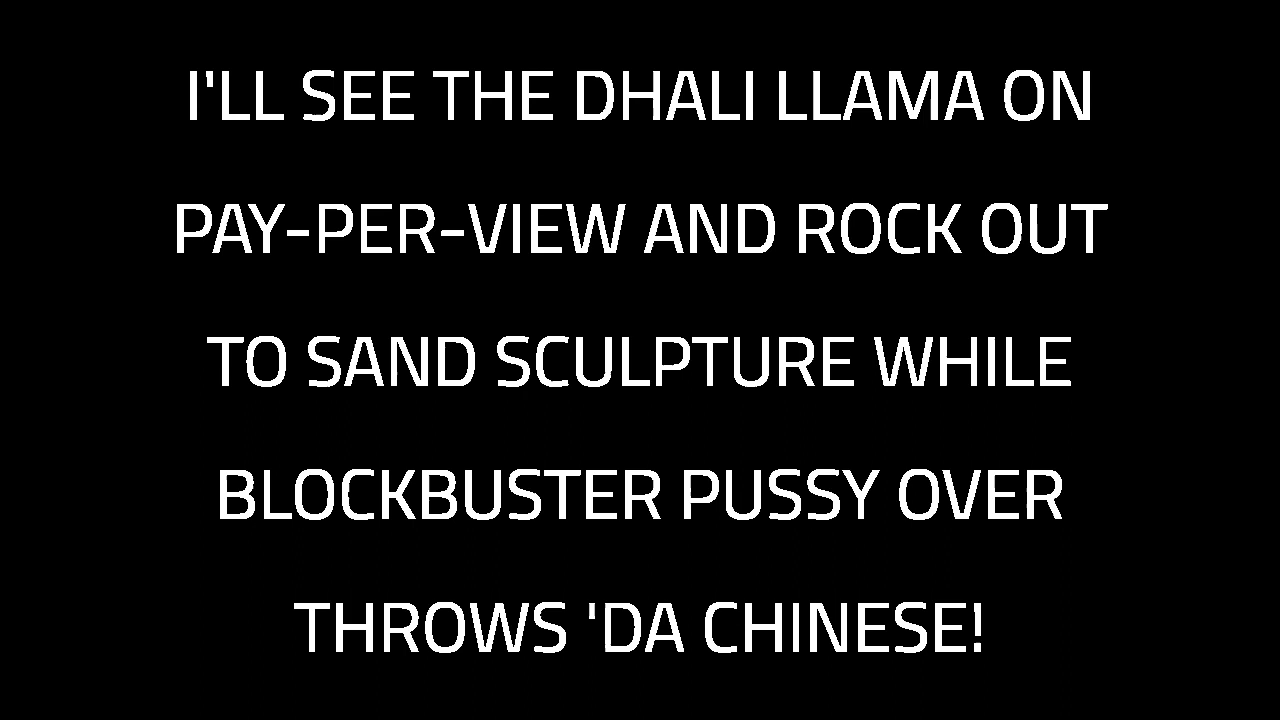 I'LL SEE THE DHALI LLAMA ON
PAY-PER-VIEW AND ROCK OUT
TO SAND SCULPTURE WHILE
BLOCKBUSTER PUSSY OVER
THROWS 'DA CHINESE!